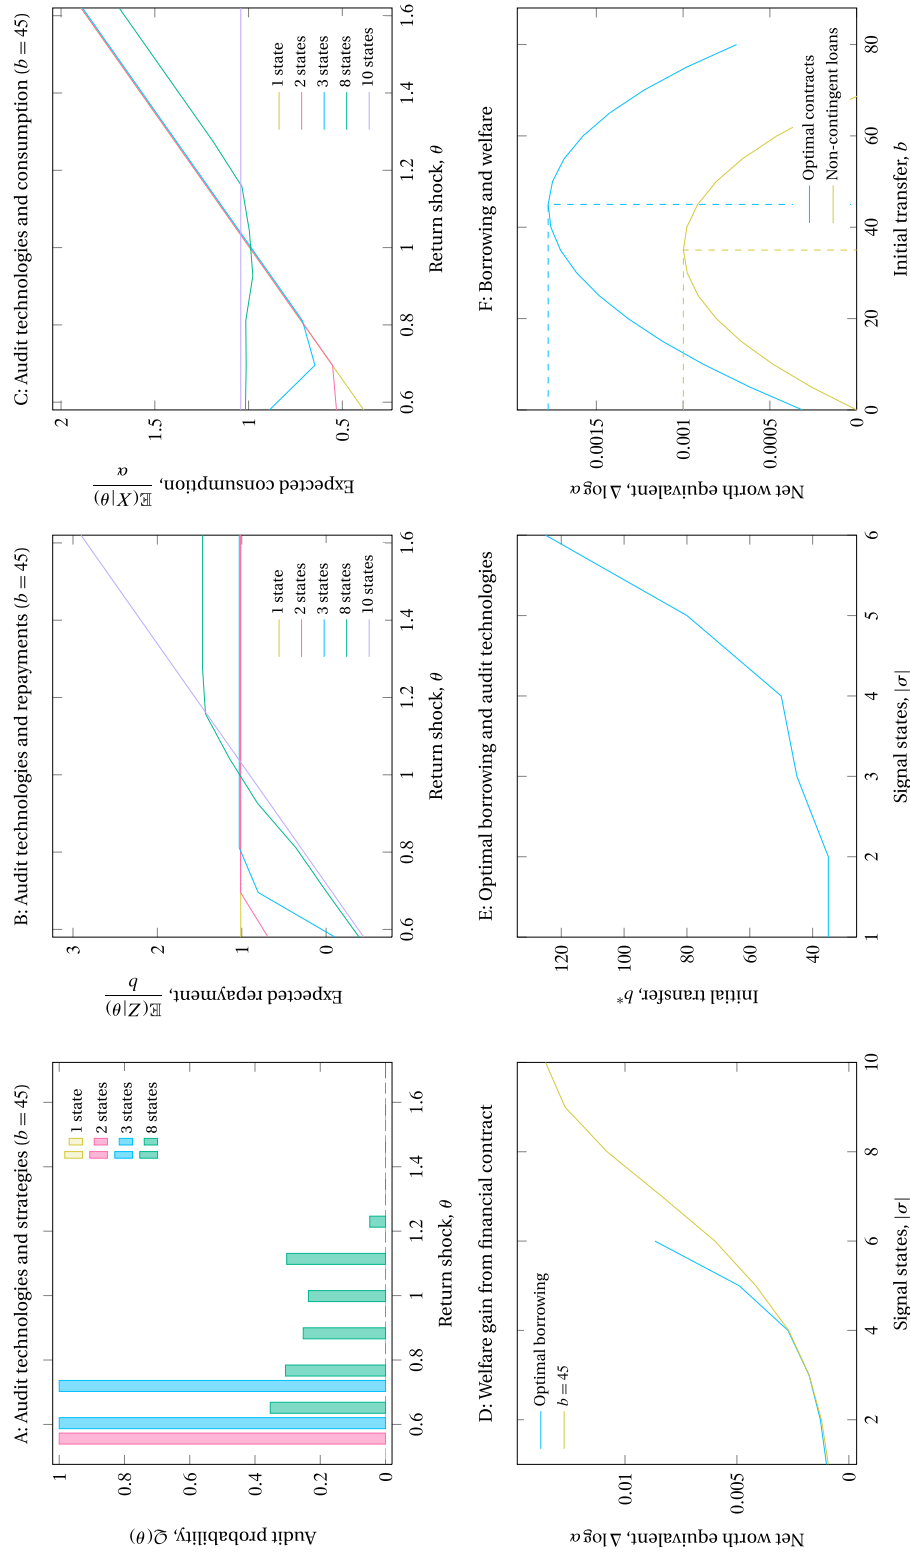 A: Audit technologies and strategies (b = 45)
1
0.8
0.6
0.4
0.2
0
0.6
0.8
1
1.2
1.4
1.6
Audit probability, 𝒬(θ)
Return shock, θ
1 state
2 states
3 states
8 states
B: Audit technologies and repayments (b = 45)
3
2
1
0
0.6
0.8
1
1.2
1.4
1.6
Expected repayment, 𝔼(Z|θ)/b
Return shock, θ
1 state
2 states
3 states
8 states
10 states
C: Audit technologies and consumption (b = 45)
2
1.5
1
0.5
0.6
0.8
1
1.2
1.4
1.6
Expected consumption, 𝔼(X|θ)/α
Return shock, θ
1 state
2 states
3 states
8 states
10 states
D: Welfare gain from financial contract
Optimal borrowing
b = 45
0.01
0.005
0
2
4
6
8
10
Net worth equivalent, Δ log α
Signal states, |σ|
E: Optimal borrowing and audit technologies
120
100
80
60
40
1
2
3
4
5
6
Initial transfer, b*
Signal states, |σ|
F: Borrowing and welfare
0.0015
0.001
0.0005
0
20
40
60
80
Net worth equivalent, Δ log α
Initial transfer, b
Optimal contracts
Non-contingent loans